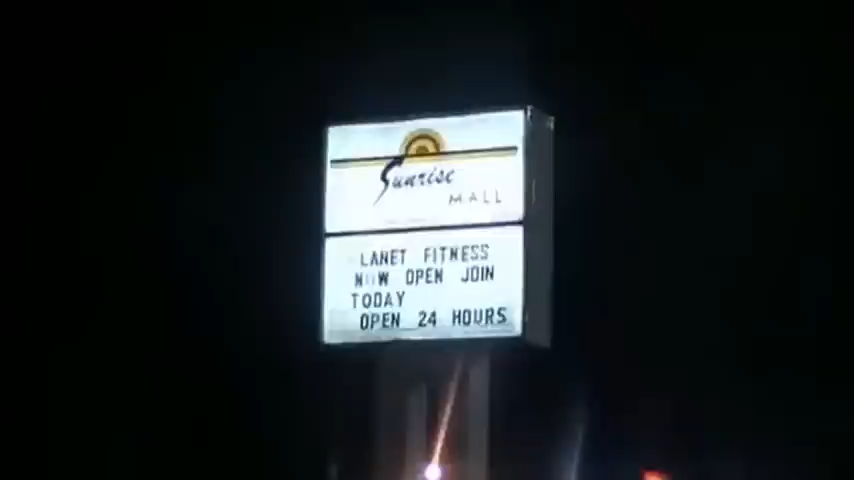 Sunrise
MALL
LANET FITNESS
N W OPEN JOIN
TODAY
OPEN 24 HOURS